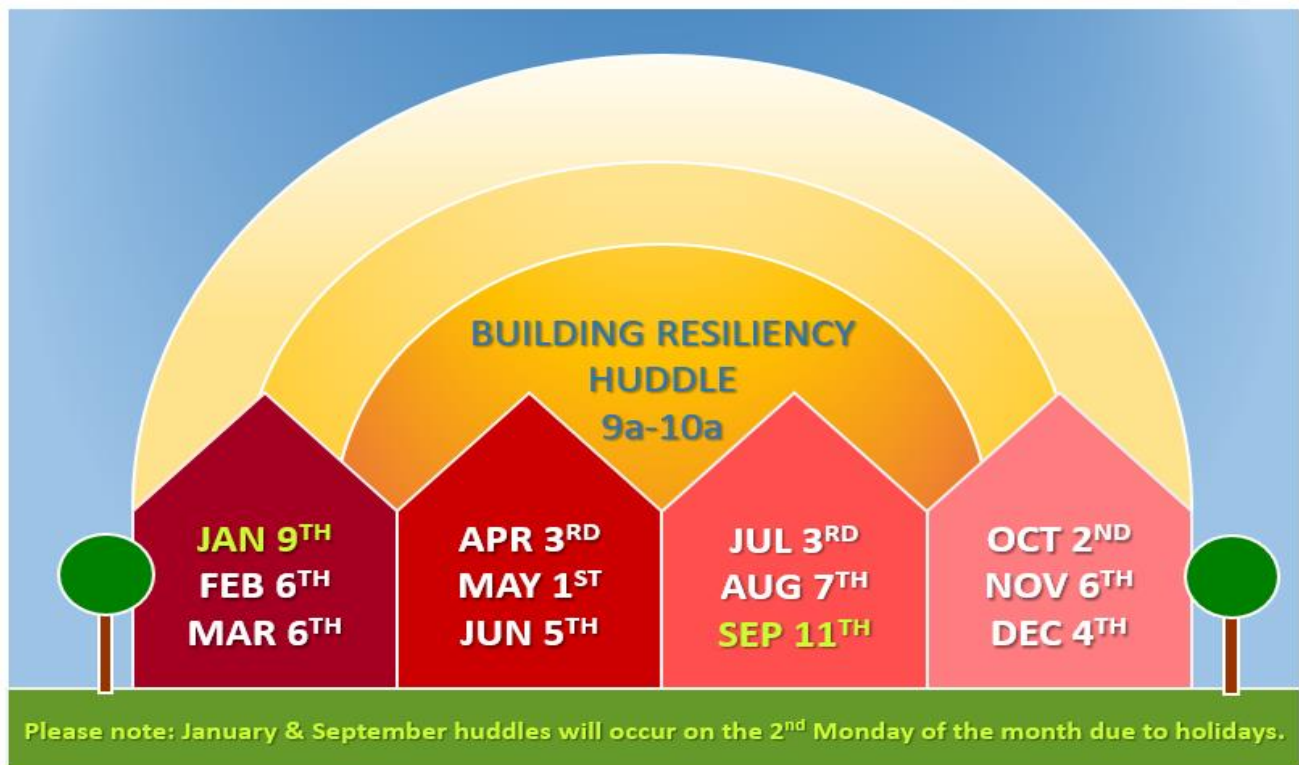 BUILDING RESILIENCY
HUDDLE
9a-10a
JAN 9TH
FEB 6TH
MAR 6TH
APR 3RD
MAY 1ST
JUN 5TH
JUL 3RD
AUG 7TH
SEP 11TH
OCT 2ND
NOV 6TH
DEC 4TH
Please note: January & September huddles will occur on the 2nd Monday of the month due to holidays.